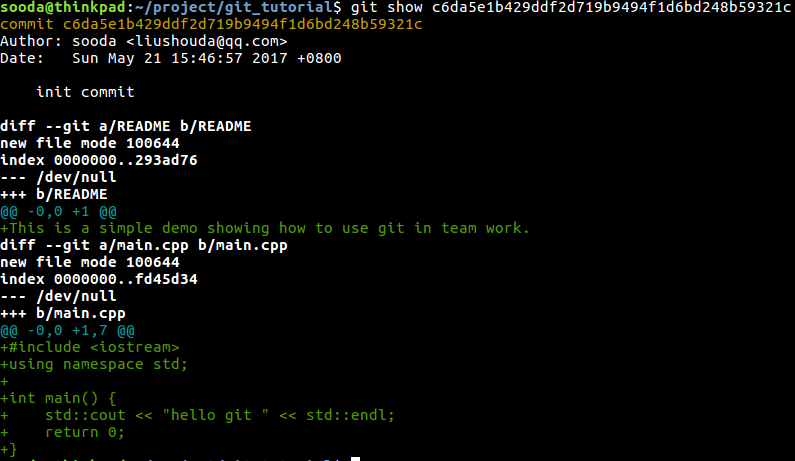 sooda@thinkpad:~/project/git_tutorial$ git show c6da5e1b429ddf2d719b9494f1d6bd248b59321c
commit c6da5e1b429ddf2d719b9494f1d6bd248b59321c
Author: sooda <liushouda@qq.com>
Date:   Sun May 21 15:46:57 2017 +0800

    init commit

diff --git a/README b/README
new file mode 100644
index 0000000..293ad76
--- /dev/null
+++ b/README
@@ -0,0 +1 @@
+This is a simple demo showing how to use git in team work.
diff --git a/main.cpp b/main.cpp
new file mode 100644
index 0000000..fd45d34
--- /dev/null
+++ b/main.cpp
@@ -0,0 +1,7 @@
+#include <iostream>
+using namespace std;
+
+int main() {
+    std::cout << "hello git " << std::endl;
+    return 0;
+}